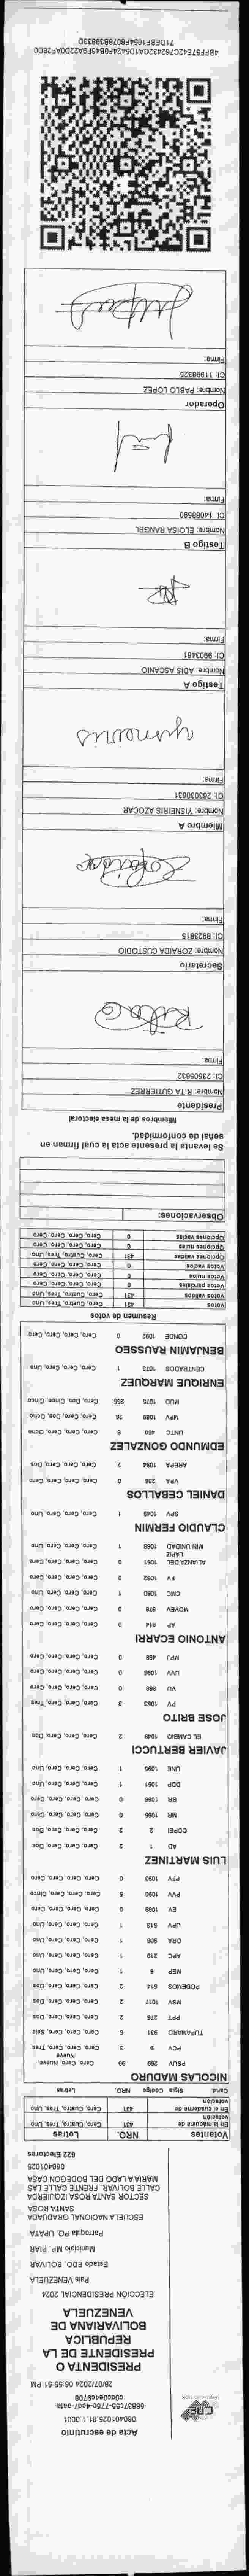 CNE
Acta de escrutinio
060401025.01.1.0001
28/07/2024 06:55:51 PM
PRESIDENTA O
PRESIDENTE DE LA
REPUBLICA
BOLIVARIANA DE
VENEZUELA
ELECCIÓN PRESIDENCIAL 2024
País VENEZUELA
Estado EDO. BOLIVAR
Municipio MP. PIAR
Parroquia PQ. UPATA
ESCUELA NACIONAL GRADUADA
SANTA ROSA
SECTOR SANTA ROSA IZQUIERDA
CALLE BOLIVAR. FRENTE CALLE LAS
MARIA A LADO DEL BODEGON CASA
060401025
622 Electores
Votantes NRO. Letras
En la máquina de votación 431 Cero, Cuatro, Tres, Uno
En el cuaderno de votación 431 Cero, Cuatro, Tres, Uno
Cand. Sigla Código NRO. Letras
NICOLAS MADURO
PSUV 269 99 Cero, Cero, Nueve, Nueve
PCV 9 3 Cero, Cero, Cero, Tres
TUPAMARO 931 6 Cero, Cero, Cero, Seis
PPT 276 2 Cero, Cero, Cero, Dos
MSV 1017 2 Cero, Cero, Cero, Dos
PODEMOS 514 2 Cero, Cero, Cero, Dos
MEP 6 1 Cero, Cero, Cero, Uno
APC 219 1 Cero, Cero, Cero, Uno
ORA 906 1 Cero, Cero, Cero, Uno
UPV 513 1 Cero, Cero, Cero, Uno
EV 1089 0 Cero, Cero, Cero, Cero
PVV 1090 5 Cero, Cero, Cero, Cinco
PFV 1093 0 Cero, Cero, Cero, Cero
LUIS MARTINEZ
AD 1 2 Cero, Cero, Cero, Dos
COPEI 2 2 Cero, Cero, Cero, Dos
MR 1065 0 Cero, Cero, Cero, Cero
BR 1066 0 Cero, Cero, Cero, Cero
DDP 1091 1 Cero, Cero, Cero, Uno
UNE 1095 1 Cero, Cero, Cero, Uno
JAVIER BERTUCCI
EL CAMBIO 1049 2 Cero, Cero, Cero, Dos
JOSE BRITO
PV 1053 3 Cero, Cero, Cero, Tres
VU 869 0 Cero, Cero, Cero, Cero
UVV 1096 0 Cero, Cero, Cero, Cero
MPJ 458 0 Cero, Cero, Cero, Cero
ANTONIO ECARRI
AP 914 0 Cero, Cero, Cero, Cero
MOVEV 978 0 Cero, Cero, Cero, Cero
CMC 1050 1 Cero, Cero, Cero, Uno
FV 1062 0 Cero, Cero, Cero, Cero
ALIANZA DEL LAPIZ 1051 0 Cero, Cero, Cero, Cero
MIN UNIDAD 1068 1 Cero, Cero, Cero, Uno
CLAUDIO FERMIN
SPV 1045 1 Cero, Cero, Cero, Uno
DANIEL CEBALLOS
VPA 236 0 Cero, Cero, Cero, Cero
AREPA 1094 2 Cero, Cero, Cero, Dos
EDMUNDO GONZALEZ
UNTC 460 8 Cero, Cero, Cero, Ocho
MPV 1089 28 Cero, Cero, Dos, Ocho
MUD 1075 255 Cero, Dos, Cinco, Cinco
ENRIQUE MARQUEZ
CENTRADOS 1073 1 Cero, Cero, Cero, Uno
BENJAMIN RAUSSEO
CONDE 1092 0 Cero, Cero, Cero, Cero
Resumen de votos
Votos 431 Cero, Cuatro, Tres, Uno
Votos válidos 431 Cero, Cuatro, Tres, Uno
Votos parciales 0 Cero, Cero, Cero, Cero
Votos nulos 0 Cero, Cero, Cero, Cero
Votos vacíos 0 Cero, Cero, Cero, Cero
Opciones válidas 431 Cero, Cuatro, Tres, Uno
Opciones nulas 0 Cero, Cero, Cero, Cero
Opciones vacías 0 Cero, Cero, Cero, Cero
Observaciones:
Se levanta la presente acta la cual firman en
señal de conformidad.
Miembros de la mesa electoral
Presidente
Nombre: RITA GUTIERREZ
CI: 23505632
Firma:
Rita G
Secretario
Nombre: ZORAIDA CUSTODIO
CI: 8923815
Firma:
Zoraida
Miembro A
Nombre: YISNEIRIS AZOCAR
CI: 263030631
Firma:
yisneiris
Testigo A
Nombre: ADIS ASCANIO
CI: 9903461
Firma:
Testigo B
Nombre: ELOISA RANGEL
CI: 14088590
Firma:
Operador
Nombre: PABLO LOPEZ
CI: 11998325
Firma: